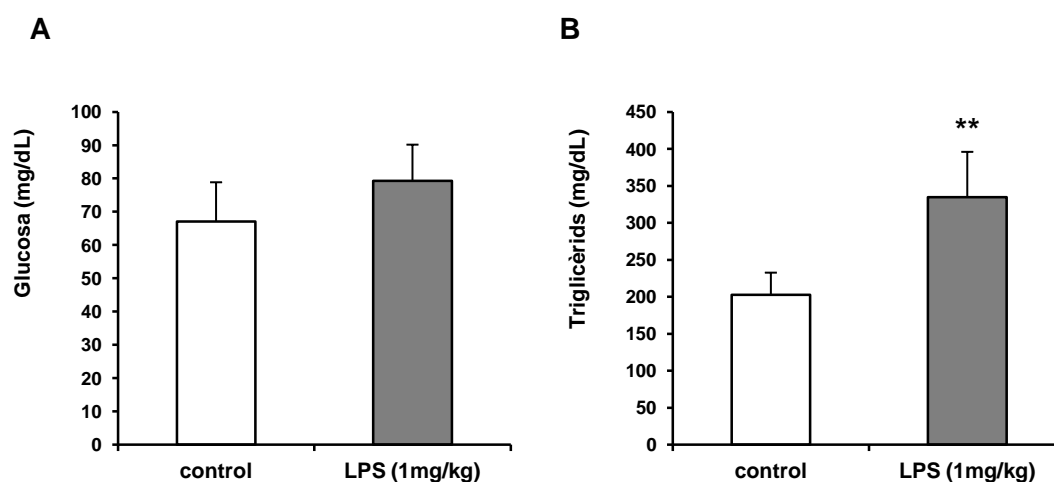 A
Glucosa (mg/dL)
100
90
80
70
60
50
40
30
20
10
0
control
LPS (1mg/kg)
B
Triglicèrids (mg/dL)
450
400
350
300
250
200
150
100
50
0
**
control
LPS (1mg/kg)